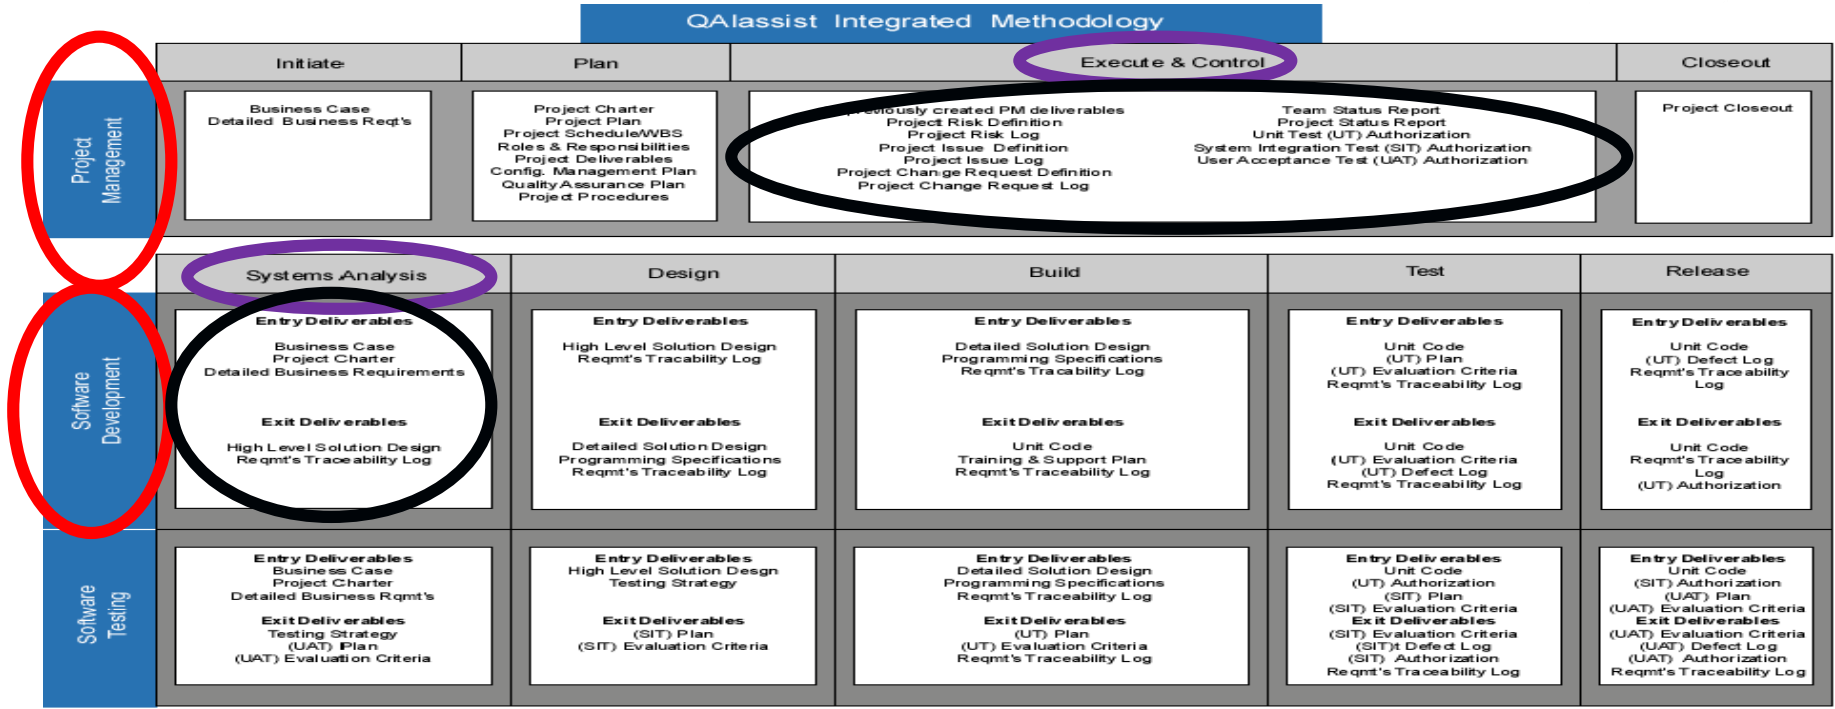 QAIassist Integrated Methodology
Initiate
Plan
Execute & Control
Closeout
Project
Management
Business Case
Detailed Business Reqt's
Project Charter
Project Plan
Project Schedule/WBS
Roles & Responsibilities
Project Deliverables
Config. Management Plan
Quality Assurance Plan
Project Procedures
created PM deliverables
Project Risk Definition
Project Risk Log
Project Issue Definition
Project Issue Log
Project Change Request Definition
Project Change Request Log
Team Status Report
Project Status Report
Unit Test (UT) Authorization
System Integration Test (SIT) Authorization
User Acceptance Test (UAT) Authorization
Project Closeout
Systems Analysis
Design
Build
Test
Release
Software
Development
Entry Deliverables
Business Case
Project Charter
Detailed Business Requirements
Exit Deliverables
High Level Solution Design
Reqmt's Traceability Log
Entry Deliverables
High Level Solution Design
Reqmt's Tracability Log
Exit Deliverables
Detailed Solution Design
Programming Specifications
Reqmt's Traceability Log
Entry Deliverables
Detailed Solution Design
Programming Specifications
Reqmt's Tracability Log
Exit Deliverables
Unit Code
Training & Support Plan
Reqmt's Traceability Log
Entry Deliverables
Unit Code
(UT) Plan
(UT) Evaluation Criteria
Reqmt's Traceability Log
Exit Deliverables
Unit Code
(UT) Evaluation Criteria
(UT) Defect Log
Reqmt's Traceability Log
Entry Deliverables
Unit Code
(UT) Defect Log
Reqmt's Traceability
Log
Exit Deliverables
Unit Code
Reqmt's Traceability
Log
(UT) Authorization
Software
Testing
Entry Deliverables
Business Case
Project Charter
Detailed Business Rqmt's
Exit Deliverables
Testing Strategy
(UAT) Plan
(UAT) Evaluation Criteria
Entry Deliverables
High Level Solution Desgn
Testing Strategy
Exit Deliverables
(SIT) Plan
(SIT) Evaluation Criteria
Entry Deliverables
Detailed Solution Design
Programming Specifications
Reqmt's Traceability Log
Exit Deliverables
(UT) Plan
(UT) Evaluation Criteria
Reqmt's Traceability Log
Entry Deliverables
Unit Code
(UT) Authorization
(SIT) Plan
(SIT) Evaluation Criteria
Exit Deliverables
(SIT) Evaluation Criteria
(SIT)t Defect Log
(SIT) Authorization
Reqmt's Traceability Log
Entry Deliverables
Unit Code
(SIT) Authorization
(UAT) Plan
(UAT) Evaluation Criteria
Exit Deliverables
(UAT) Evaluation Criteria
(UAT) Defect Log
(UAT) Authorization
Reqmt's Traceability Log